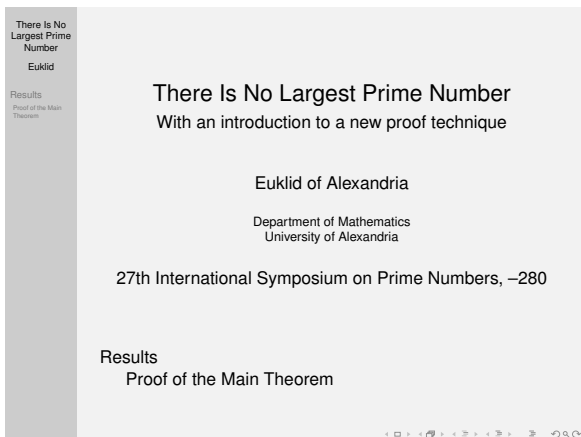 There Is No
Largest Prime
Number
Euklid
Results
Proof of the Main
Theorem
There Is No Largest Prime Number
With an introduction to a new proof technique
Euklid of Alexandria
Department of Mathematics
University of Alexandria
27th International Symposium on Prime Numbers, –280
Results
Proof of the Main Theorem